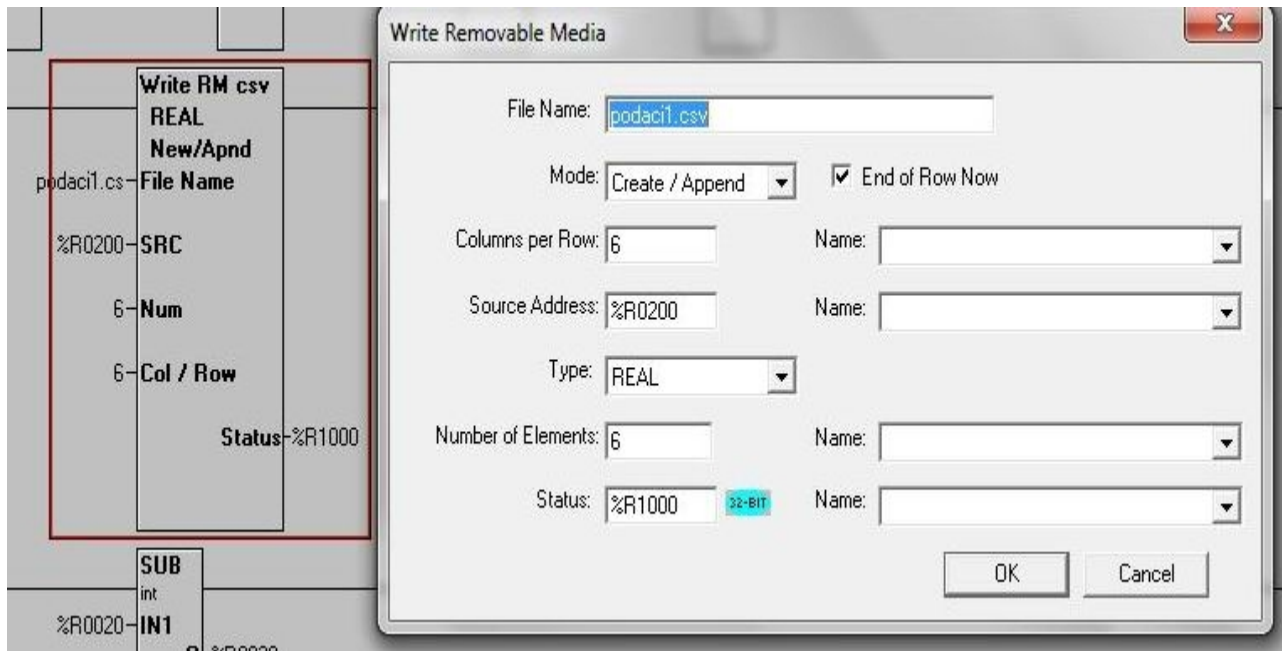 Write RM csv
REAL
New/Apnd
podaci1.cs File Name
%R0200 SRC
6 Num
6 Col / Row
Status %R1000
SUB
int
%R0020 IN1
Write Removable Media
X
File Name: podaci1.csv
Mode: Create / Append End of Row Now
Columns per Row: 6 Name:
Source Address: %R0200 Name:
Type: REAL
Number of Elements: 6 Name:
Status: %R1000 32-BIT Name:
OK Cancel